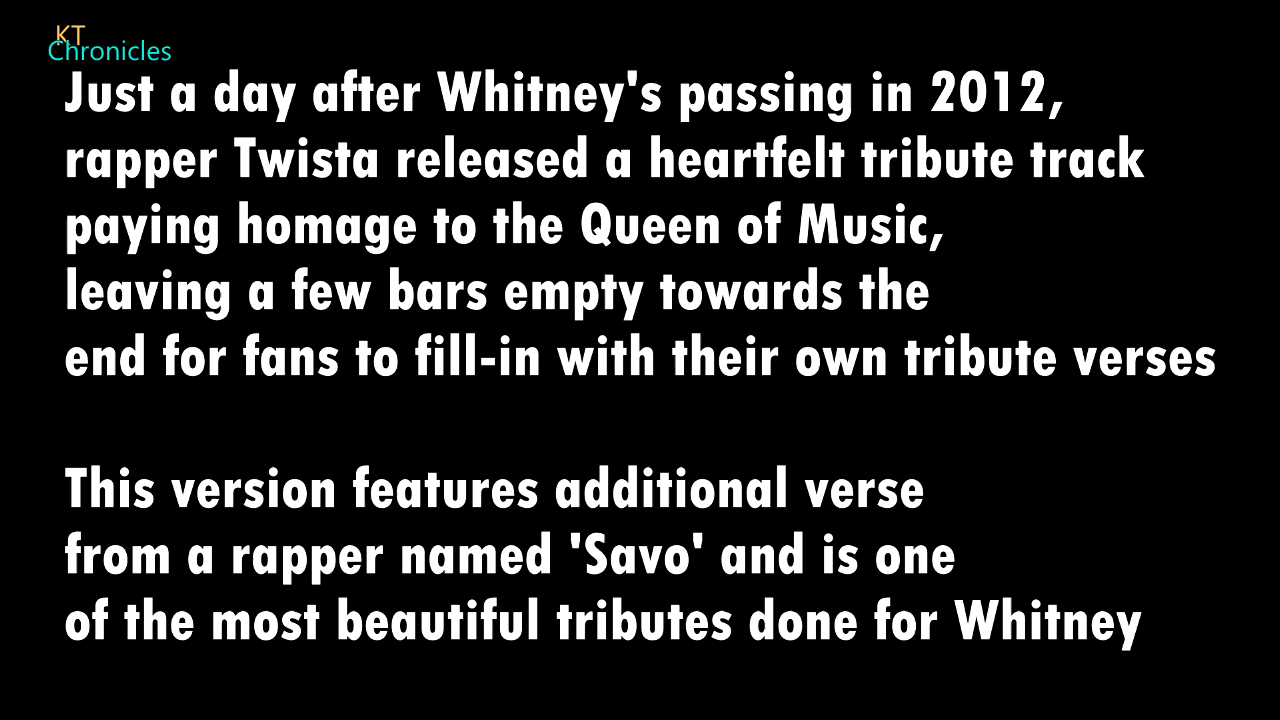 KT
Chronicles
Just a day after Whitney's passing in 2012,
rapper Twista released a heartfelt tribute track
paying homage to the Queen of Music,
leaving a few bars empty towards the
end for fans to fill-in with their own tribute verses
This version features additional verse
from a rapper named 'Savo' and is one
of the most beautiful tributes done for Whitney